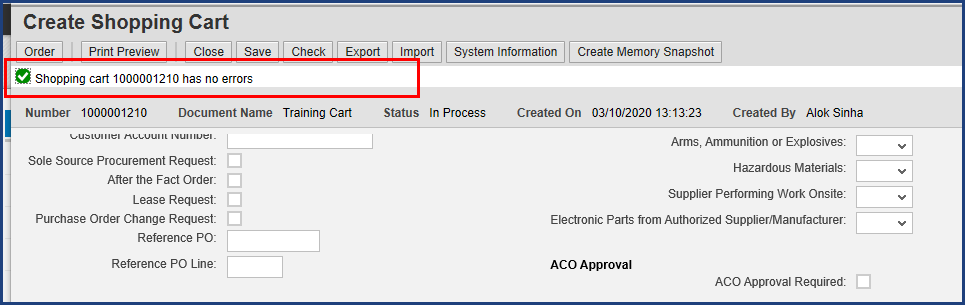 Create Shopping Cart
Order Print Preview Close Save Check Export Import System Information Create Memory Snapshot
Shopping cart 1000001210 has no errors
Number 1000001210 Document Name Training Cart Status In Process Created On 03/10/2020 13:13:23 Created By Alok Sinha
Customer Account Number:
Arms, Ammunition or Explosives:
Sole Source Procurement Request:
Hazardous Materials:
After the Fact Order:
Supplier Performing Work Onsite:
Lease Request:
Purchase Order Change Request:
Electronic Parts from Authorized Supplier/Manufacturer:
Reference PO:
Reference PO Line:
ACO Approval
ACO Approval Required: